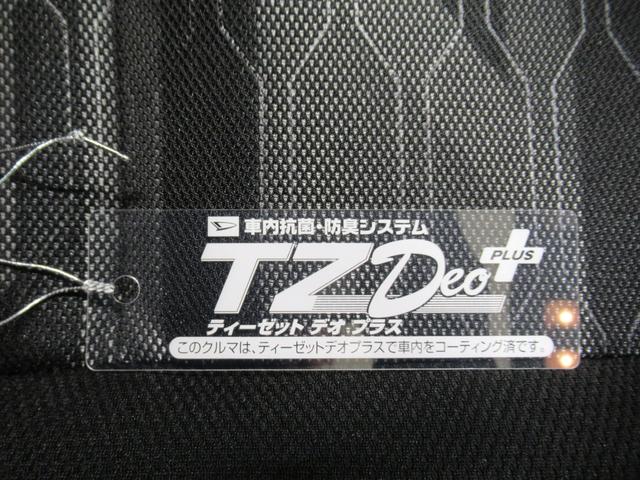 車内抗菌・防臭システム
TZ Deo PLUS
ティーゼット デオ プラス
このクルマは、ティーゼットデオプラスで車内をコーティング済です。